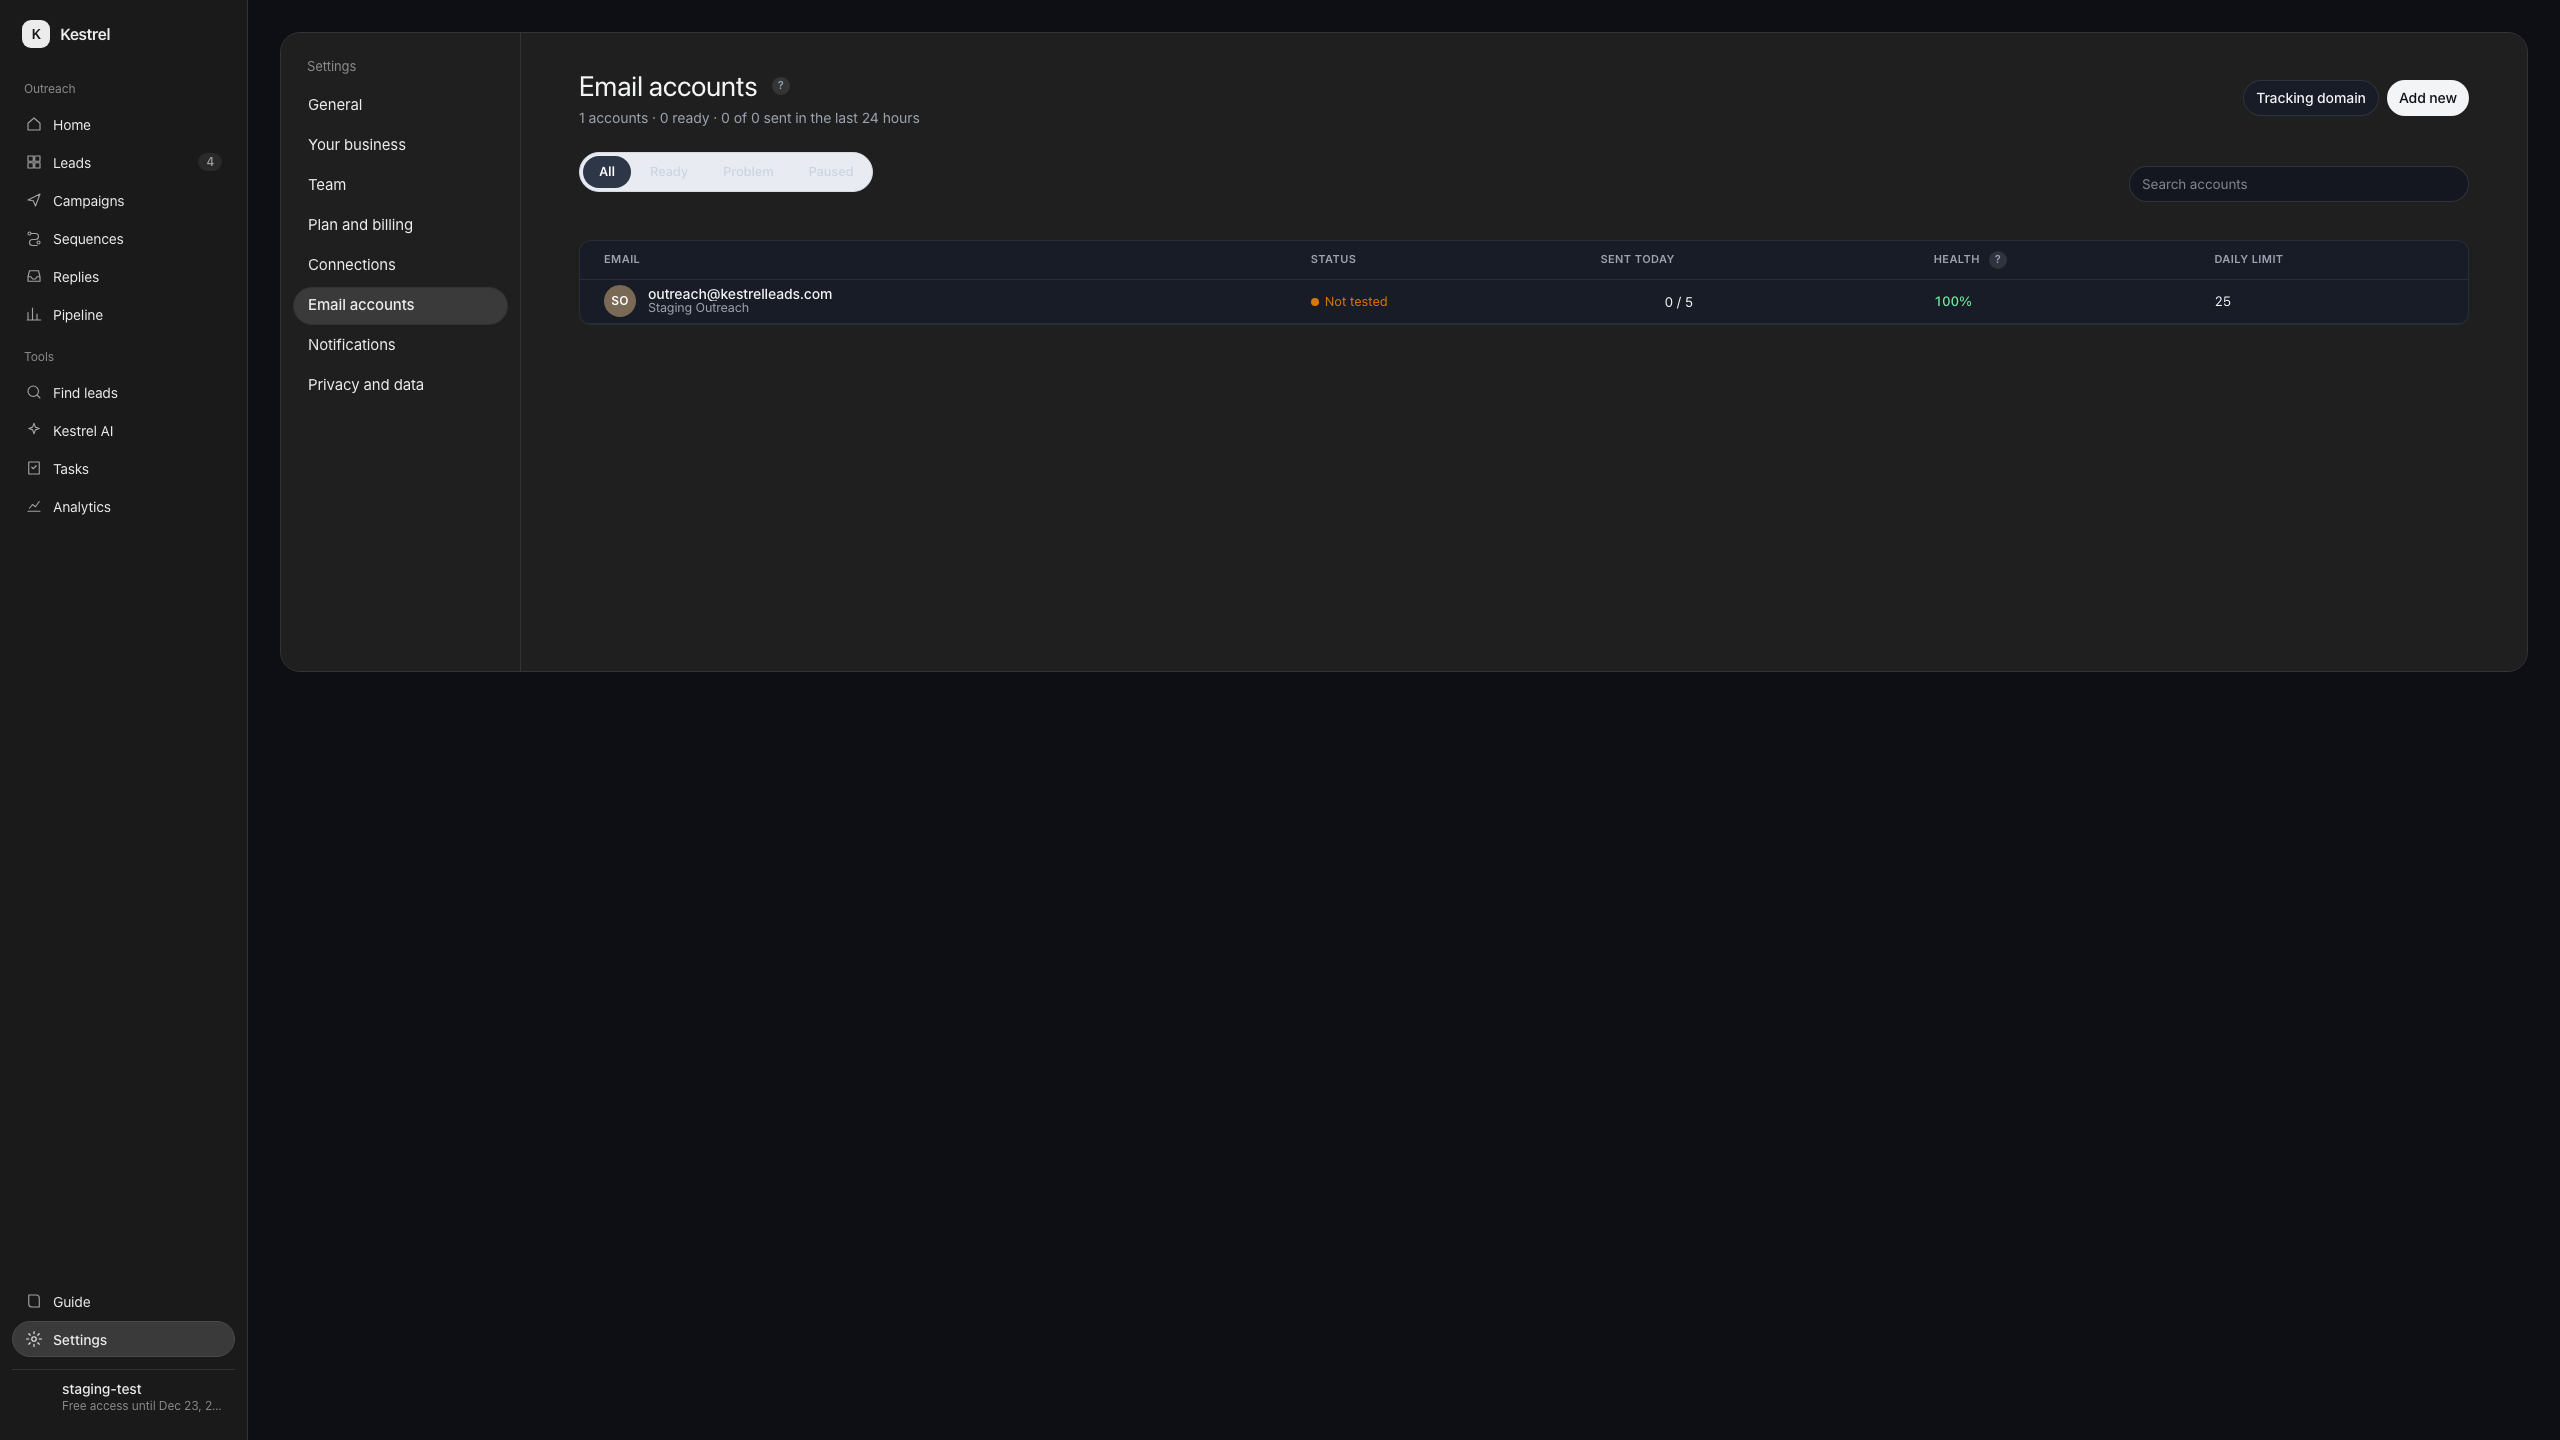 K Kestrel
Outreach
Home
Leads 4
Campaigns
Sequences
Replies
Pipeline
Tools
Find leads
Kestrel AI
Tasks
Analytics
Guide
Settings
staging-test
Free access until Dec 23, 2...
Settings
General
Your business
Team
Plan and billing
Connections
Email accounts
Notifications
Privacy and data
Email accounts ?
1 accounts · 0 ready · 0 of 0 sent in the last 24 hours
Tracking domain Add new
All Ready Problem Paused
Search accounts
EMAIL STATUS SENT TODAY HEALTH ? DAILY LIMIT
SO outreach@kestrelleads.com Not tested 0 / 5 100% 25
Staging Outreach